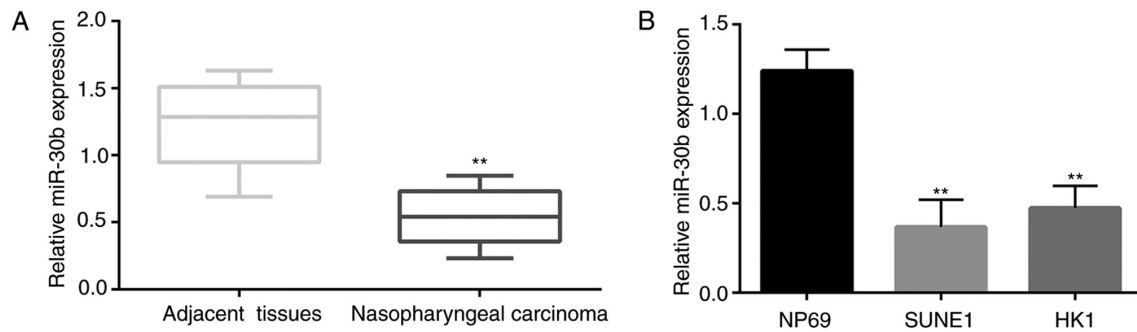 A
Relative miR-30b expression
2.0
1.5
1.0
0.5
0.0
**
Adjacent tissues
Nasopharyngeal carcinoma
B
Relative miR-30b expression
1.5
1.0
0.5
0.0
**
**
NP69
SUNE1
HK1